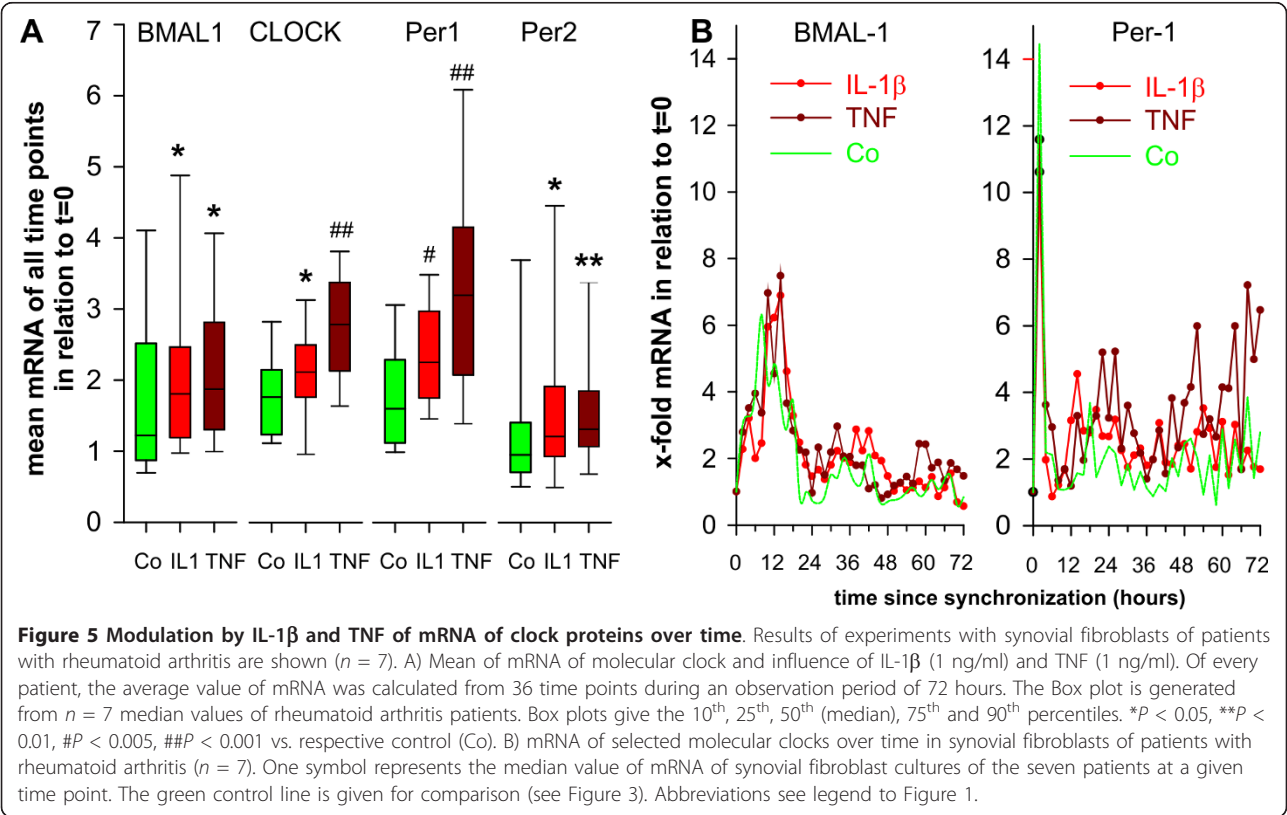 A
BMAL1 CLOCK Per1 Per2
7
6
5
4
3
2
1
0
mean mRNA of all time points
in relation to t=0
* * * ## # ## * **
Co IL1 TNF Co IL1 TNF Co IL1 TNF Co IL1 TNF
B
BMAL-1
Per-1
x-fold mRNA in relation to t=0
14
12
10
8
6
4
2
0
IL-1β
TNF
Co
0 12 24 36 48 60 72
14
12
10
8
6
4
2
0
IL-1β
TNF
Co
0 12 24 36 48 60 72
time since synchronization (hours)
Figure 5 Modulation by IL-1β and TNF of mRNA of clock proteins over time. Results of experiments with synovial fibroblasts of patients
with rheumatoid arthritis are shown (n = 7). A) Mean of mRNA of molecular clock and influence of IL-1β (1 ng/ml) and TNF (1 ng/ml). Of every
patient, the average value of mRNA was calculated from 36 time points during an observation period of 72 hours. The Box plot is generated
from n = 7 median values of rheumatoid arthritis patients. Box plots give the 10th, 25th, 50th (median), 75th and 90th percentiles. *P < 0.05, **P <
0.01, #P < 0.005, ##P < 0.001 vs. respective control (Co). B) mRNA of selected molecular clocks over time in synovial fibroblasts of patients with
rheumatoid arthritis (n = 7). One symbol represents the median value of mRNA of synovial fibroblast cultures of the seven patients at a given
time point. The green control line is given for comparison (see Figure 3). Abbreviations see legend to Figure 1.